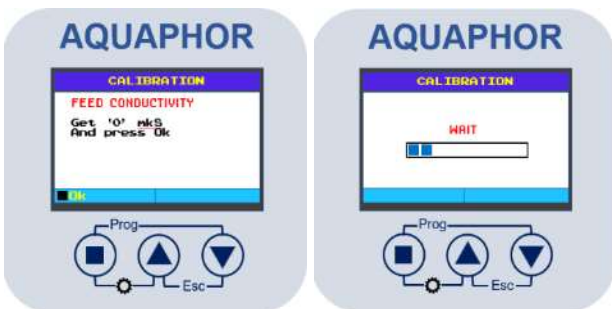 AQUAPHOR
CALIBRATION
FEED CONDUCTIVITY
Get '0' mkS
And press Ok
Ok
Prog
Esc
AQUAPHOR
CALIBRATION
WAIT
Prog
Esc